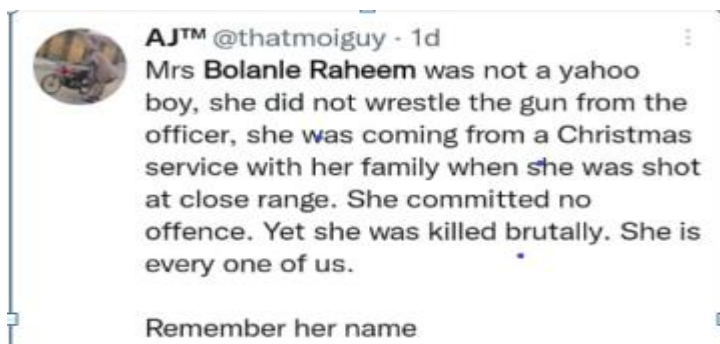 AJ™ @thatmoiguy · 1d
Mrs Bolanle Raheem was not a yahoo
boy, she did not wrestle the gun from the
officer, she was coming from a Christmas
service with her family when she was shot
at close range. She committed no
offence. Yet she was killed brutally. She is
every one of us.
Remember her name